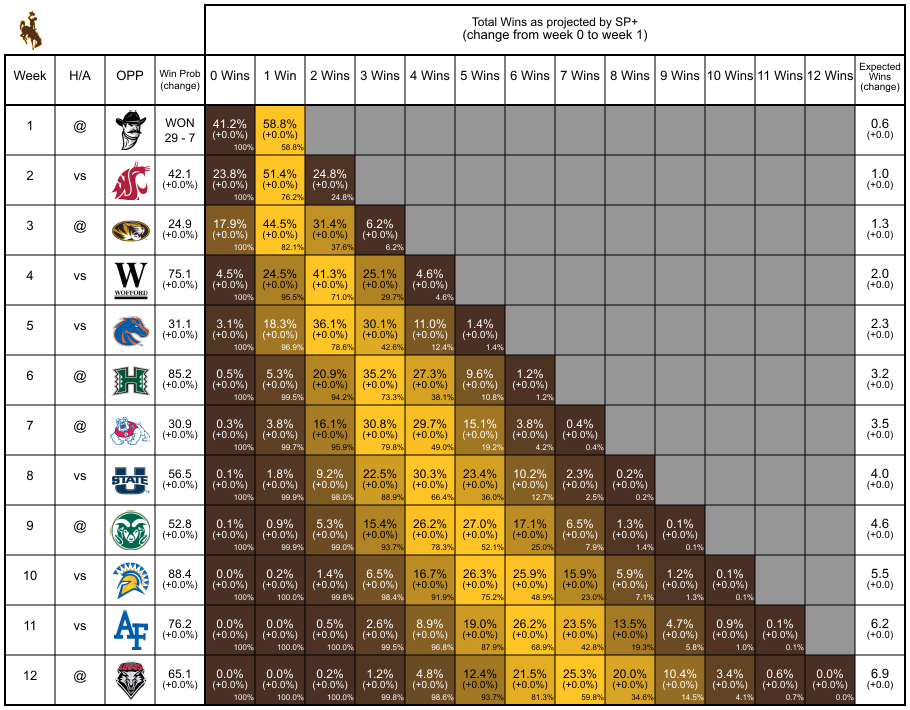 Total Wins as projected by SP+
(change from week 0 to week 1)
Week H/A OPP Win Prob (change) 0 Wins 1 Win 2 Wins 3 Wins 4 Wins 5 Wins 6 Wins 7 Wins 8 Wins 9 Wins 10 Wins 11 Wins 12 Wins Expected Wins (change)
1 @ WON 41.2% 58.8% 0.6
29 - 7 (+0.0%) (+0.0%) (+0.0)
100% 58.8%
2 vs 42.1 23.8% 51.4% 24.8% 1.0
(+0.0%) (+0.0%) (+0.0%) (+0.0%) (+0.0)
100% 76.2% 24.8%
3 @ 24.9 17.9% 44.5% 31.4% 6.2% 1.3
(+0.0%) (+0.0%) (+0.0%) (+0.0%) (+0.0%) (+0.0)
100% 82.1% 37.6% 6.2%
4 vs W WOFFORD 75.1 4.5% 24.5% 41.3% 25.1% 4.6% 2.0
(+0.0%) (+0.0%) (+0.0%) (+0.0%) (+0.0%) (+0.0%) (+0.0)
100% 95.5% 71.0% 29.7% 4.6%
5 vs 31.1 3.1% 18.3% 36.1% 30.1% 11.0% 1.4% 2.3
(+0.0%) (+0.0%) (+0.0%) (+0.0%) (+0.0%) (+0.0%) (+0.0%) (+0.0)
100% 96.9% 78.6% 42.6% 12.4% 1.4%
6 @ H 85.2 0.5% 5.3% 20.9% 35.2% 27.3% 9.6% 1.2% 3.2
(+0.0%) (+0.0%) (+0.0%) (+0.0%) (+0.0%) (+0.0%) (+0.0%) (+0.0%) (+0.0)
100% 99.5% 94.2% 73.3% 38.1% 10.8% 1.2%
7 @ 30.9 0.3% 3.8% 16.1% 30.8% 29.7% 15.1% 3.8% 0.4% 3.5
(+0.0%) (+0.0%) (+0.0%) (+0.0%) (+0.0%) (+0.0%) (+0.0%) (+0.0%) (+0.0%) (+0.0)
100% 99.7% 95.9% 79.8% 49.0% 19.2% 4.2% 0.4%
8 vs U STATE 56.5 0.1% 1.8% 9.2% 22.5% 30.3% 23.4% 10.2% 2.3% 0.2% 4.0
(+0.0%) (+0.0%) (+0.0%) (+0.0%) (+0.0%) (+0.0%) (+0.0%) (+0.0%) (+0.0%) (+0.0%) (+0.0)
100% 99.9% 98.0% 88.9% 66.4% 36.0% 12.7% 2.5% 0.2%
9 @ 52.8 0.1% 0.9% 5.3% 15.4% 26.2% 27.0% 17.1% 6.5% 1.3% 0.1% 4.6
(+0.0%) (+0.0%) (+0.0%) (+0.0%) (+0.0%) (+0.0%) (+0.0%) (+0.0%) (+0.0%) (+0.0%) (+0.0%) (+0.0)
100% 99.9% 99.0% 93.7% 78.3% 52.1% 25.0% 7.9% 1.4% 0.1%
10 vs 88.4 0.0% 0.2% 1.4% 6.5% 16.7% 26.3% 25.9% 15.9% 5.9% 1.2% 0.1% 5.5
(+0.0%) (+0.0%) (+0.0%) (+0.0%) (+0.0%) (+0.0%) (+0.0%) (+0.0%) (+0.0%) (+0.0%) (+0.0%) (+0.0%) (+0.0)
100% 100.0% 99.8% 98.4% 91.9% 75.2% 48.9% 23.0% 7.1% 1.3% 0.1%
11 vs AF 76.2 0.0% 0.0% 0.5% 2.6% 8.9% 19.0% 26.2% 23.5% 13.5% 4.7% 0.9% 0.1% 6.2
(+0.0%) (+0.0%) (+0.0%) (+0.0%) (+0.0%) (+0.0%) (+0.0%) (+0.0%) (+0.0%) (+0.0%) (+0.0%) (+0.0%) (+0.0%) (+0.0)
100% 100.0% 100.0% 99.5% 96.8% 87.9% 68.9% 42.8% 19.3% 5.8% 1.0% 0.1%
12 @ 65.1 0.0% 0.0% 0.2% 1.2% 4.8% 12.4% 21.5% 25.3% 20.0% 10.4% 3.4% 0.6% 0.0% 6.9
(+0.0%) (+0.0%) (+0.0%) (+0.0%) (+0.0%) (+0.0%) (+0.0%) (+0.0%) (+0.0%) (+0.0%) (+0.0%) (+0.0%) (+0.0%) (+0.0%) (+0.0)
100% 100.0% 100.0% 99.8% 98.6% 93.7% 81.3% 59.8% 34.6% 14.5% 4.1% 0.7% 0.0%